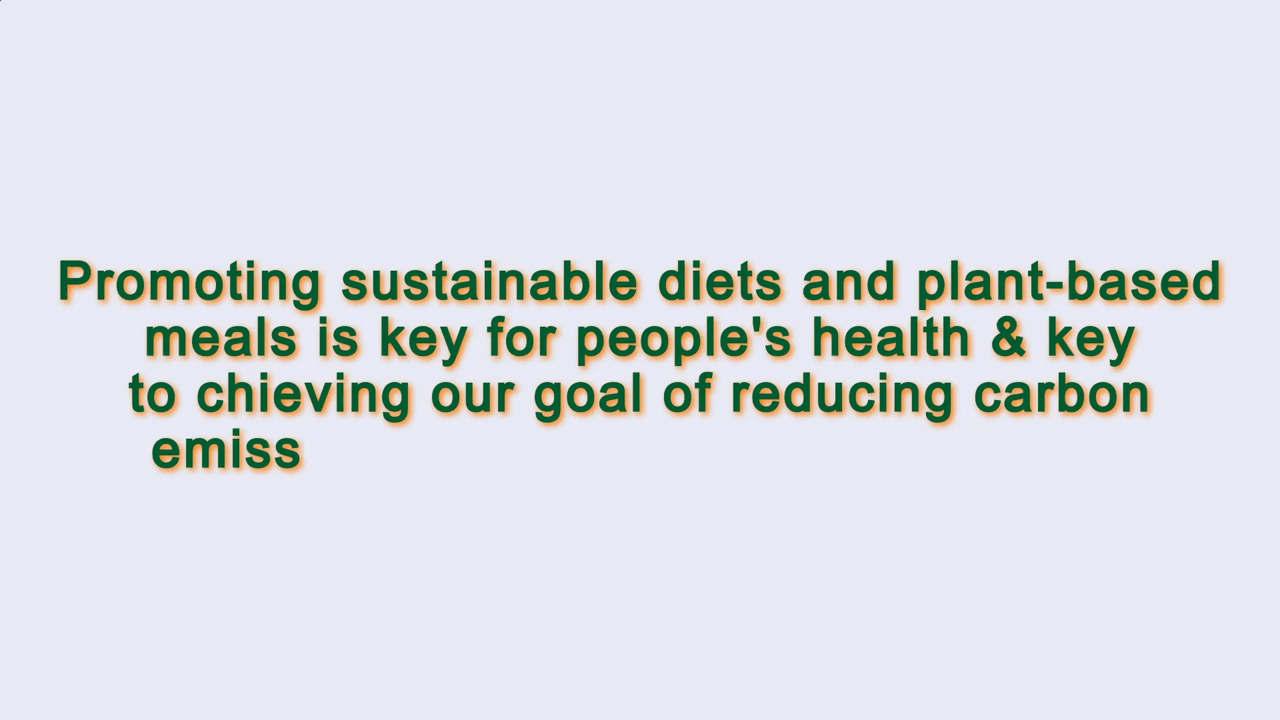 Promoting sustainable diets and plant-based
meals is key for people's health & key
to chieving our goal of reducing carbon
emiss